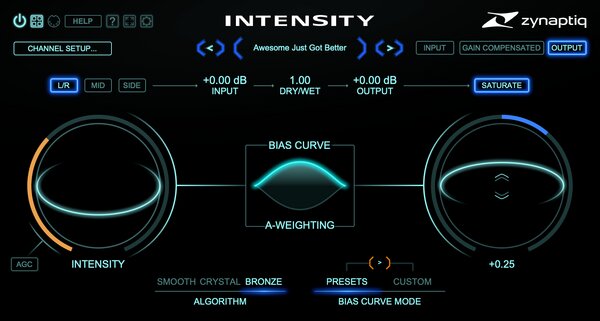 HELP ?
INTENSITY
zynaptiq
CHANNEL SETUP...
< Awesome Just Got Better >
INPUT GAIN COMPENSATED OUTPUT
L/R MID SIDE
+0.00 dB 1.00 +0.00 dB
INPUT DRY/WET OUTPUT
SATURATE
BIAS CURVE
A-WEIGHTING
AGC
INTENSITY
+0.25
>
SMOOTH CRYSTAL BRONZE
ALGORITHM
PRESETS CUSTOM
BIAS CURVE MODE